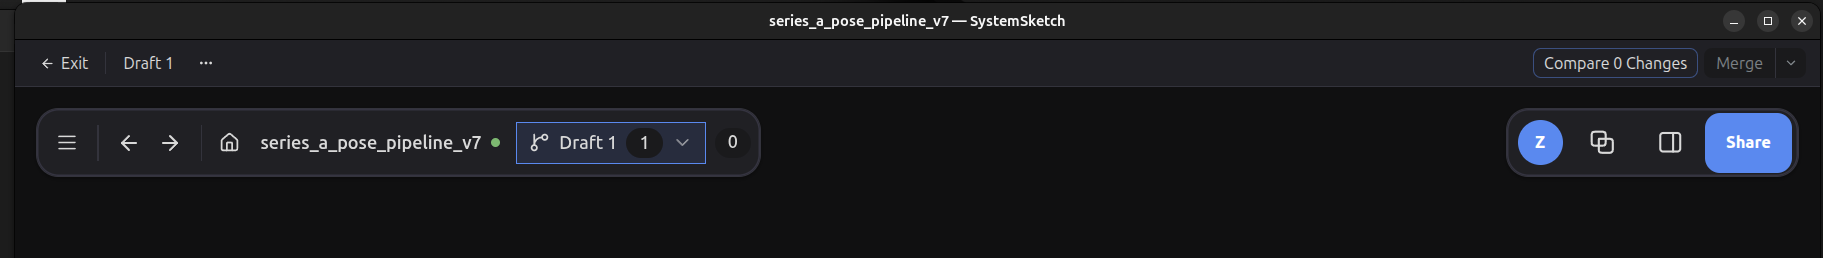 series_a_pose_pipeline_v7 — SystemSketch
Exit Draft 1 ... Compare 0 Changes Merge
series_a_pose_pipeline_v7 Draft 1 1 0 Z Share